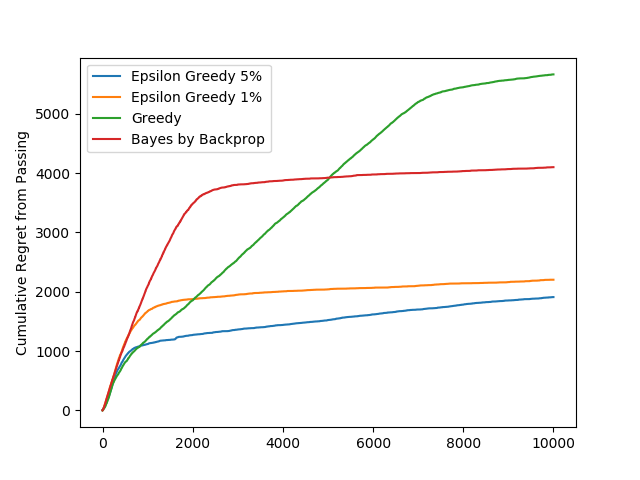 Epsilon Greedy 5%
Epsilon Greedy 1%
Greedy
Bayes by Backprop
Cumulative Regret from Passing
5000
4000
3000
2000
1000
0
0 2000 4000 6000 8000 10000